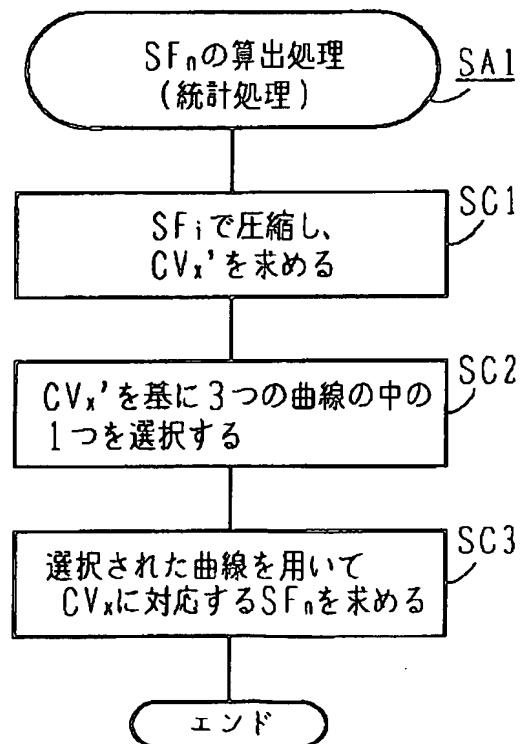 SFnの算出処理
(統計処理)
SA1
SC1
SFiで圧縮し、
CVx'を求める
SC2
CVx'を基に3つの曲線の中の
1つを選択する
SC3
選択された曲線を用いて
CVxに対応するSFnを求める
エンド